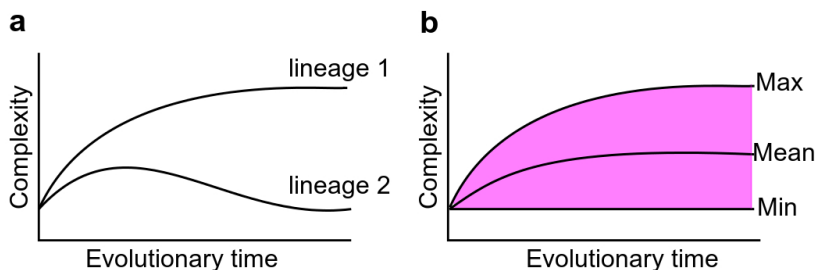 a
Complexity
lineage 1
lineage 2
Evolutionary time
b
Complexity
Max
Mean
Min
Evolutionary time